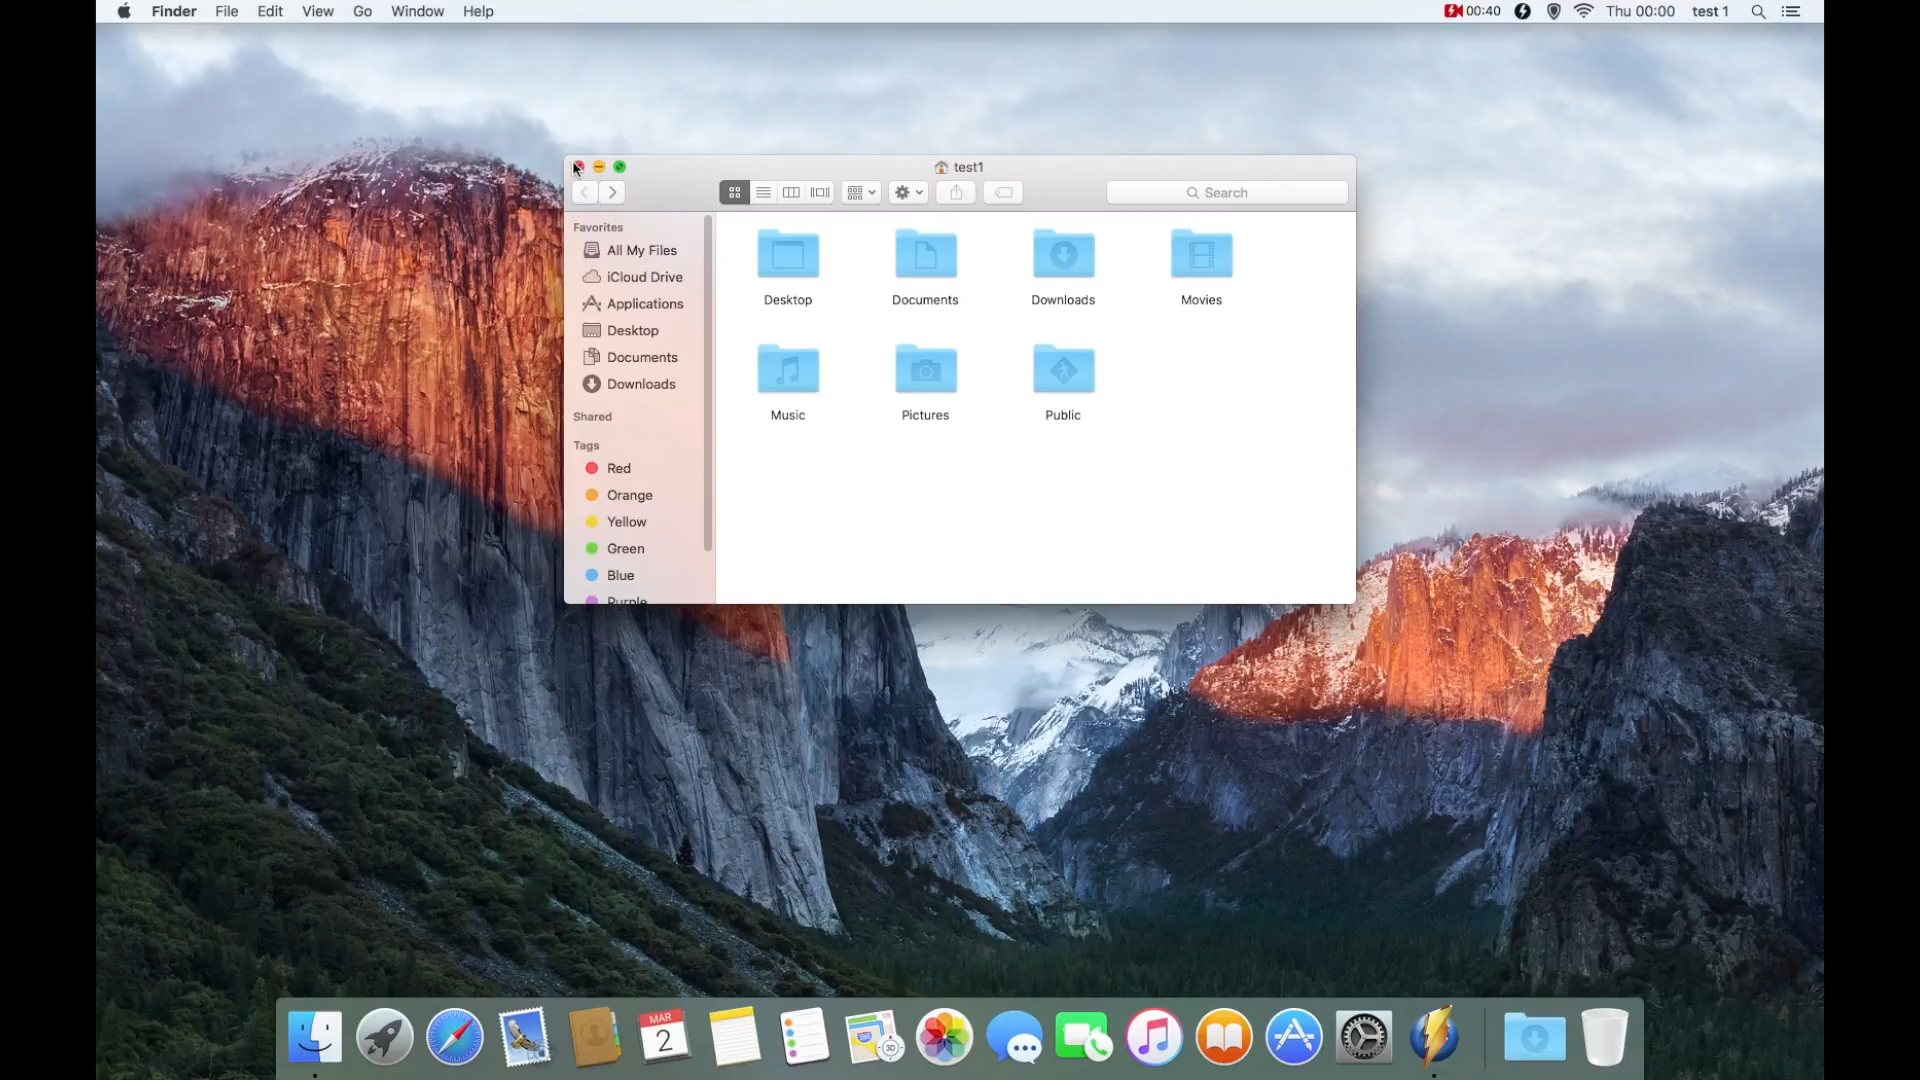 Finder File Edit View Go Window Help 00:40 Thu 00:00 test 1
test1
Search
Favorites
All My Files
iCloud Drive
Applications
Desktop
Documents
Downloads
Shared
Tags
Red
Orange
Yellow
Green
Blue
Purple
Desktop Documents Downloads Movies
Music Pictures Public
MAR
2
3D